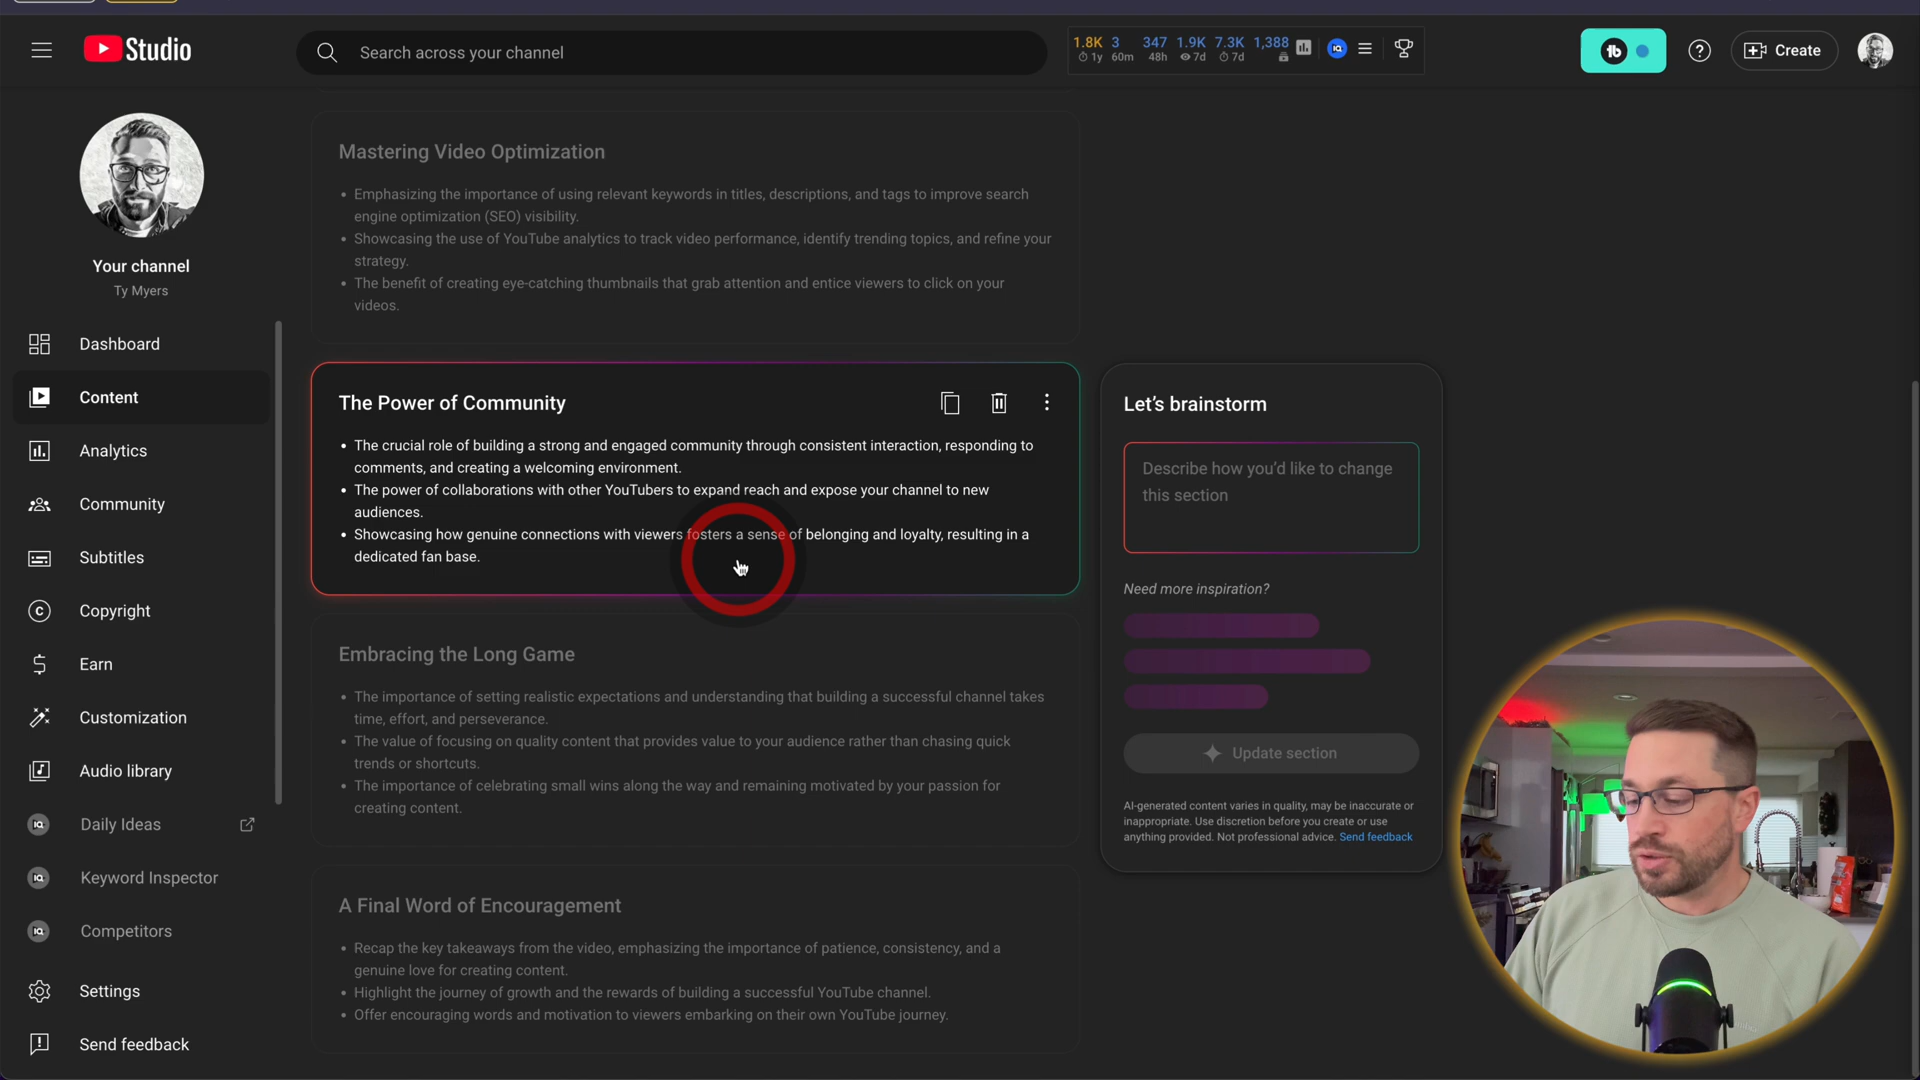 Studio
Search across your channel
1.8K 3 347 1.9K 7.3K 1,388
1y 60m 48h 7d 7d
Create
Your channel
Ty Myers
Dashboard
Content
Analytics
Community
Subtitles
Copyright
Earn
Customization
Audio library
Daily Ideas
Keyword Inspector
Competitors
Settings
Send feedback
Mastering Video Optimization
• Emphasizing the importance of using relevant keywords in titles, descriptions, and tags to improve search
engine optimization (SEO) visibility.
• Showcasing the use of YouTube analytics to track video performance, identify trending topics, and refine your
strategy.
• The benefit of creating eye-catching thumbnails that grab attention and entice viewers to click on your
videos.
The Power of Community
• The crucial role of building a strong and engaged community through consistent interaction, responding to
comments, and creating a welcoming environment.
• The power of collaborations with other YouTubers to expand reach and expose your channel to new
audiences.
• Showcasing how genuine connections with viewers fosters a sense of belonging and loyalty, resulting in a
dedicated fan base.
Embracing the Long Game
• The importance of setting realistic expectations and understanding that building a successful channel takes
time, effort, and perseverance.
• The value of focusing on quality content that provides value to your audience rather than chasing quick
trends or shortcuts.
• The importance of celebrating small wins along the way and remaining motivated by your passion for
creating content.
A Final Word of Encouragement
• Recap the key takeaways from the video, emphasizing the importance of patience, consistency, and a
genuine love for creating content.
• Highlight the journey of growth and the rewards of building a successful YouTube channel.
• Offer encouraging words and motivation to viewers embarking on their own YouTube journey.
Let's brainstorm
Describe how you'd like to change
this section
Need more inspiration?
Update section
AI-generated content varies in quality, may be inaccurate or
inappropriate. Use discretion before you create or use
anything provided. Not professional advice. Send feedback